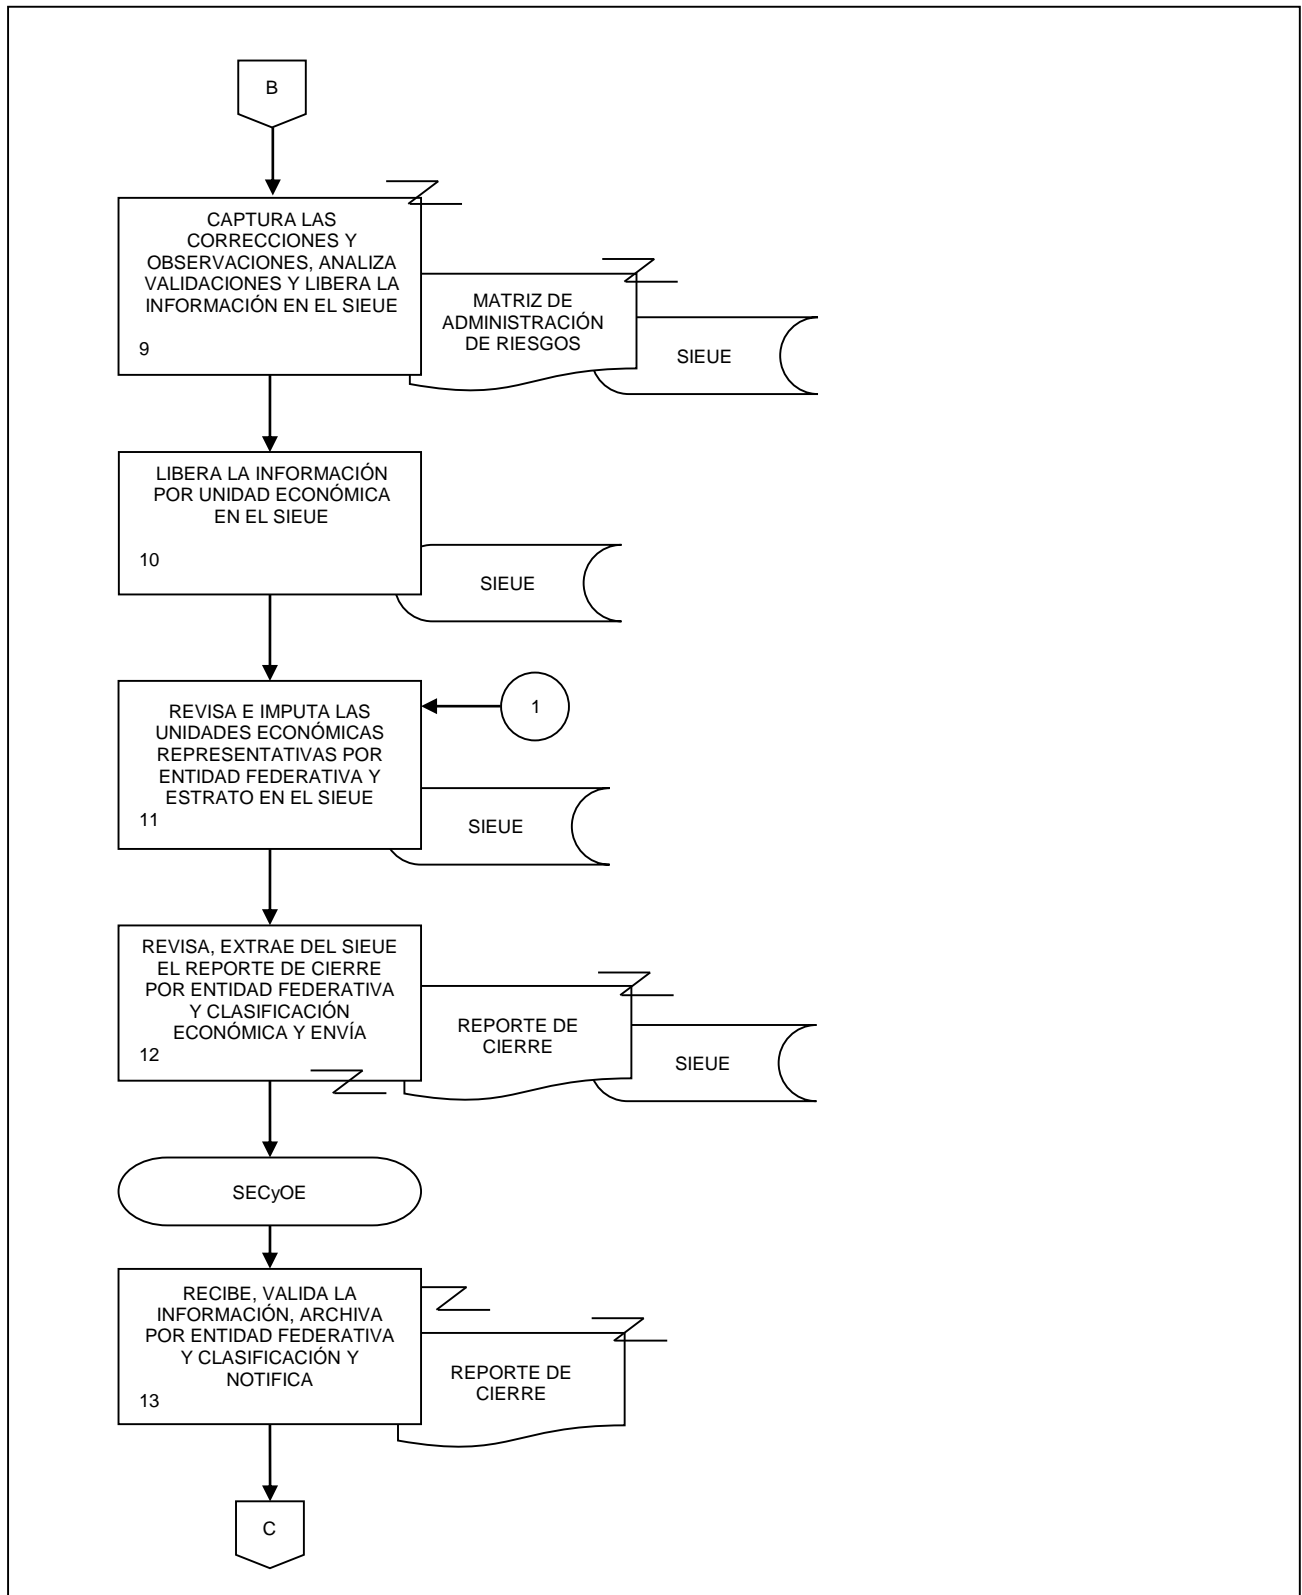 B
CAPTURA LAS
CORRECCIONES Y
OBSERVACIONES, ANALIZA
VALIDACIONES Y LIBERA LA
INFORMACIÓN EN EL SIEUE
9
MATRIZ DE
ADMINISTRACIÓN
DE RIESGOS
SIEUE
LIBERA LA INFORMACIÓN
POR UNIDAD ECONÓMICA
EN EL SIEUE
10
SIEUE
1
REVISA E IMPUTA LAS
UNIDADES ECONÓMICAS
REPRESENTATIVAS POR
ENTIDAD FEDERATIVA Y
ESTRATO EN EL SIEUE
11
SIEUE
REVISA, EXTRAE DEL SIEUE
EL REPORTE DE CIERRE
POR ENTIDAD FEDERATIVA
Y CLASIFICACIÓN
ECONÓMICA Y ENVÍA
12
REPORTE DE
CIERRE
SIEUE
SECyOE
RECIBE, VALIDA LA
INFORMACIÓN, ARCHIVA
POR ENTIDAD FEDERATIVA
Y CLASIFICACIÓN Y
NOTIFICA
13
REPORTE DE
CIERRE
C